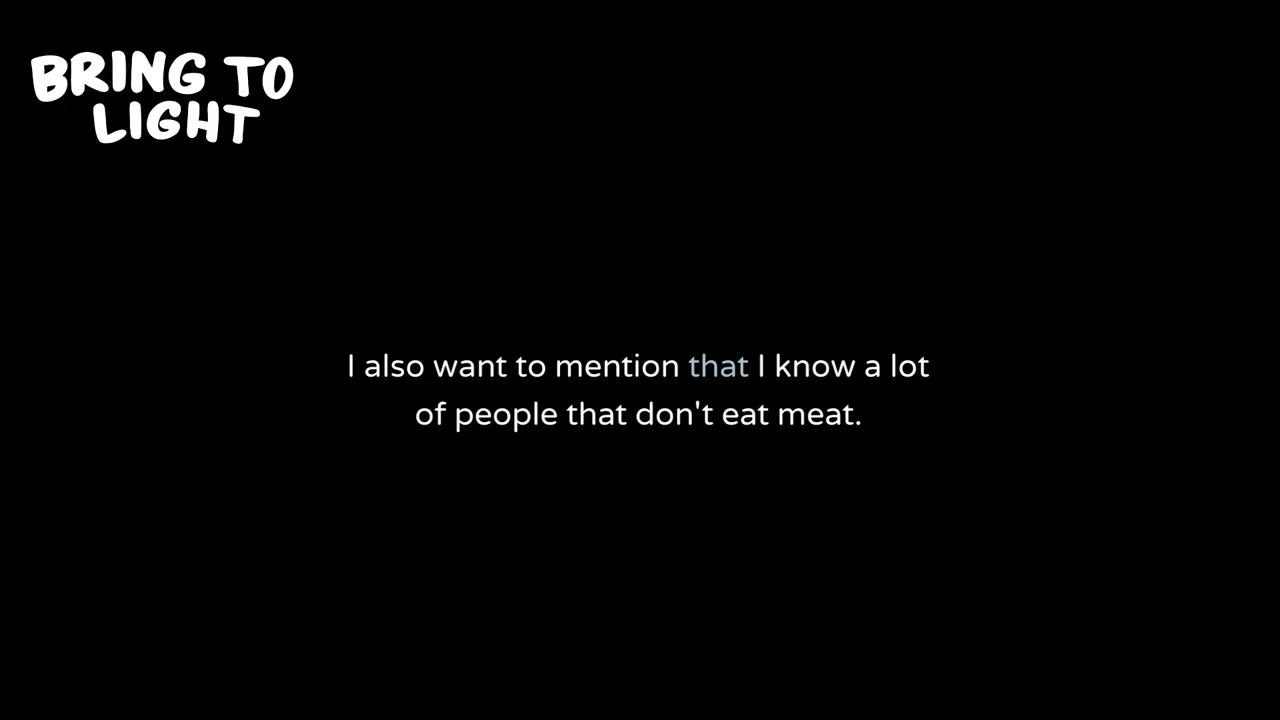 BRING TO
LIGHT
I also want to mention that I know a lot
of people that don't eat meat.